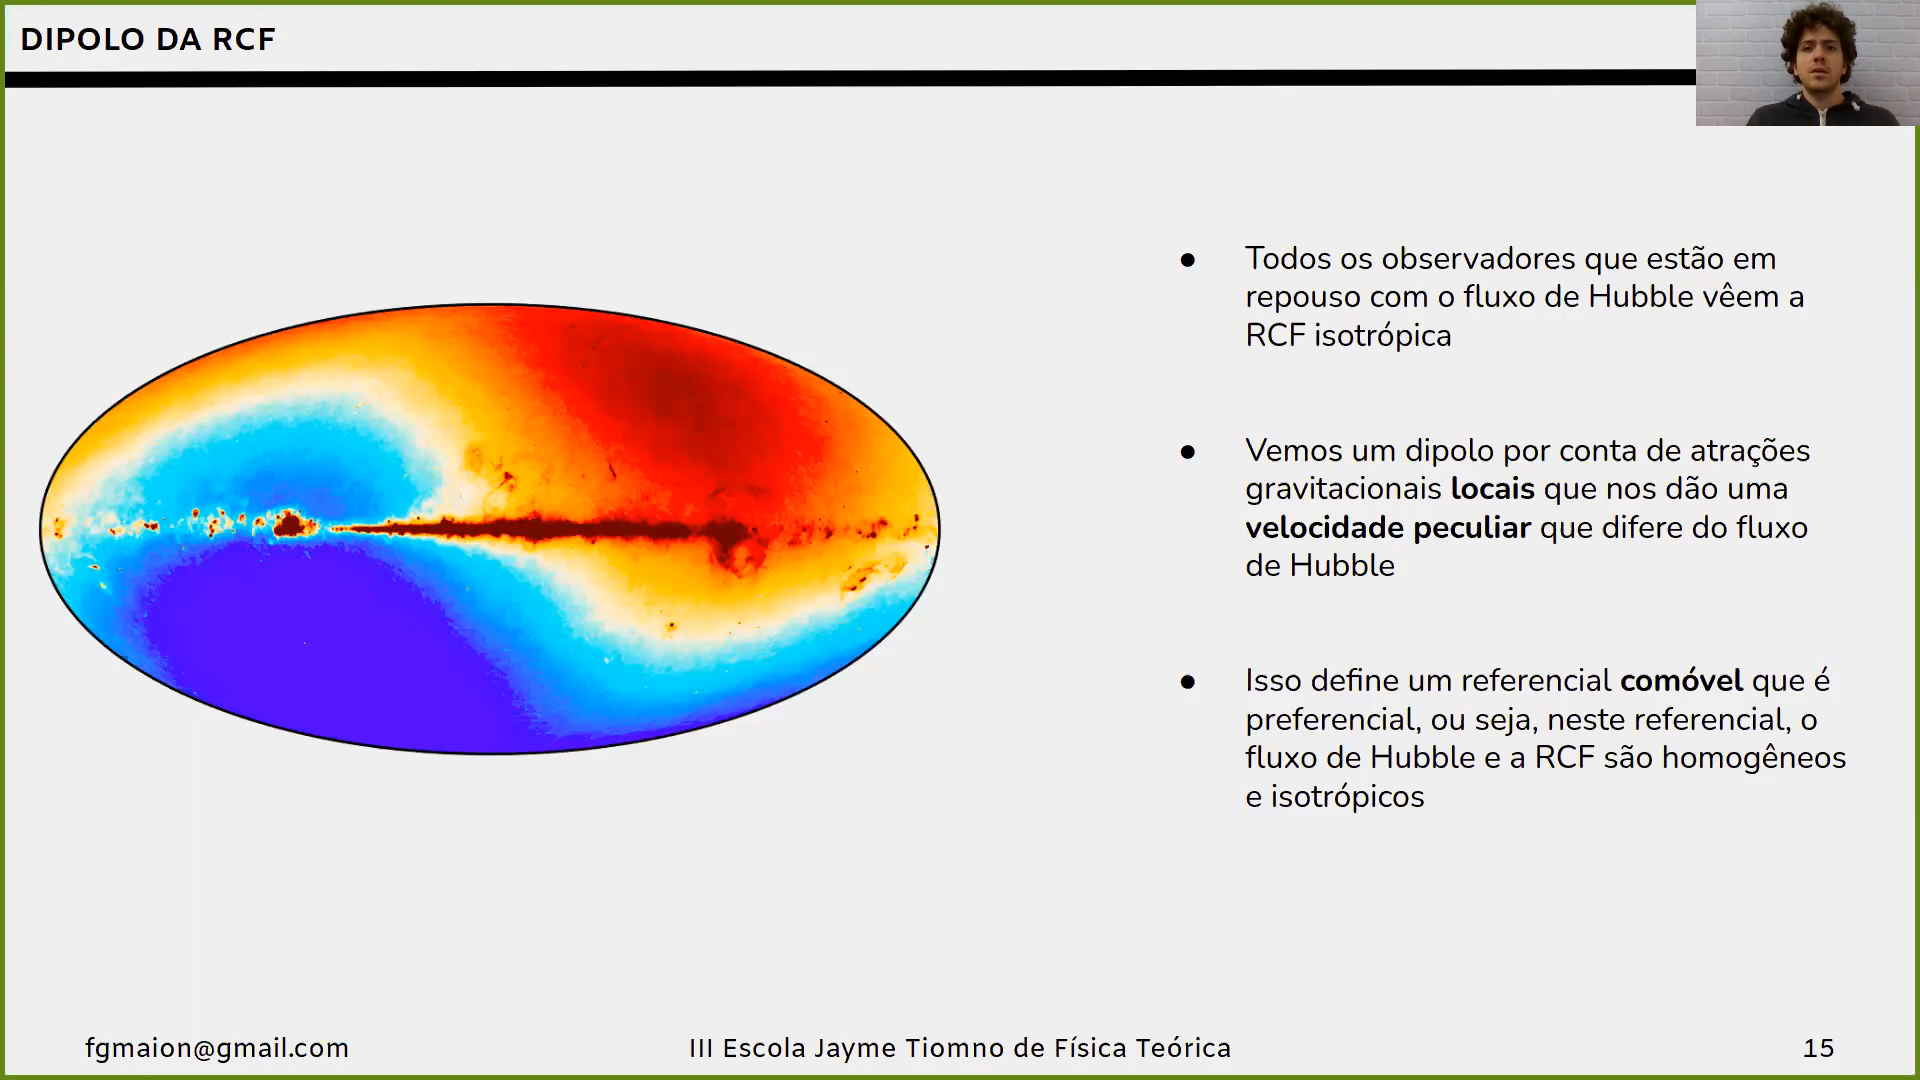 DIPOLO DA RCF
● Todos os observadores que estão em
repouso com o fluxo de Hubble vêem a
RCF isotrópica
● Vemos um dipolo por conta de atrações
gravitacionais locais que nos dão uma
velocidade peculiar que difere do fluxo
de Hubble
● Isso define um referencial comóvel que é
preferencial, ou seja, neste referencial, o
fluxo de Hubble e a RCF são homogêneos
e isotrópicos
fgmaion@gmail.com
III Escola Jayme Tiomno de Física Teórica
15